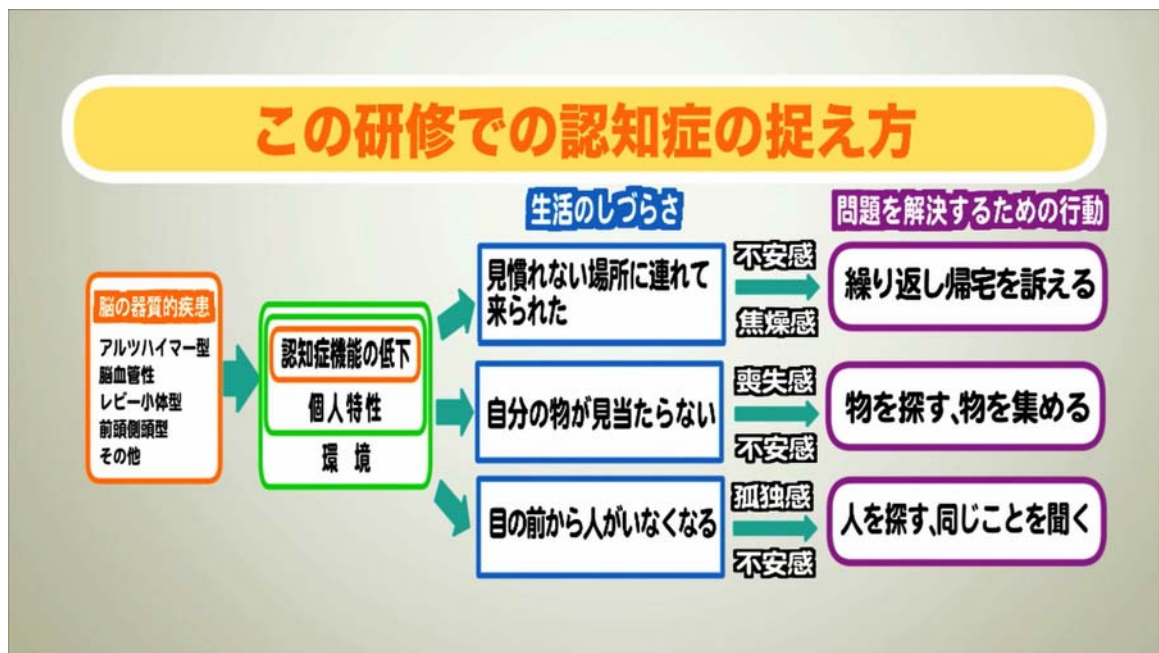 この研修での認知症の捉え方
生活のしづらさ
問題を解決するための行動
脳の器質的疾患
アルツハイマー型
脳血管性
レビー小体型
前頭側頭型
その他
認知症機能の低下
個人特性
環 境
見慣れない場所に連れて
来られた
不安感
焦燥感
繰り返し帰宅を訴える
自分の物が見当たらない
喪失感
不安感
物を探す、物を集める
目の前から人がいなくなる
孤独感
不安感
人を探す、同じことを聞く